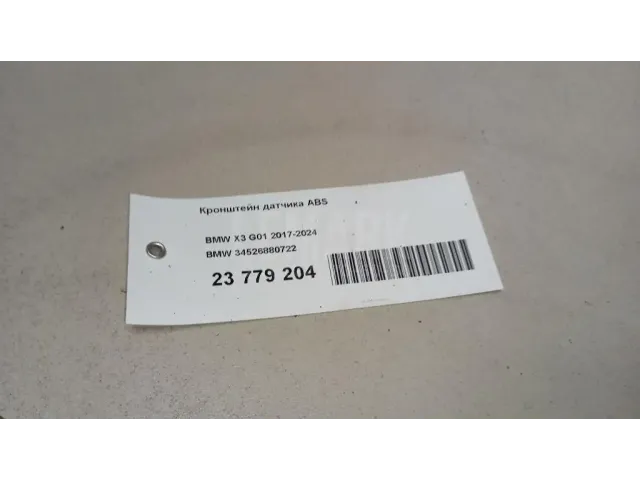 Кронштейн датчика ABS
BMW X3 G01 2017-2024
BMW 34526880722
23 779 204